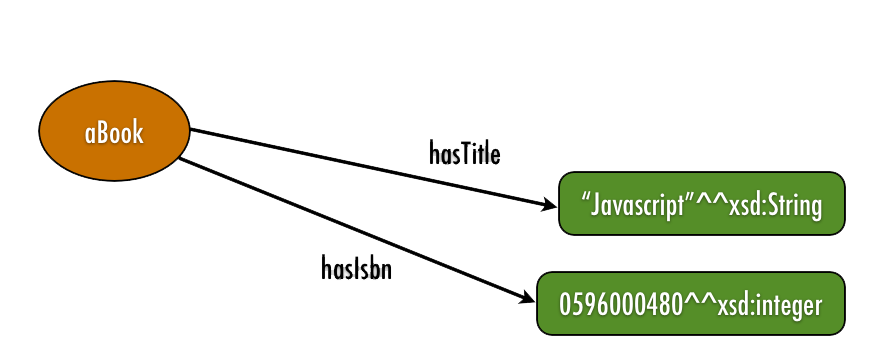 aBook
hasTitle
“Javascript”^^xsd:String
hasIsbn
0596000480^^xsd:integer